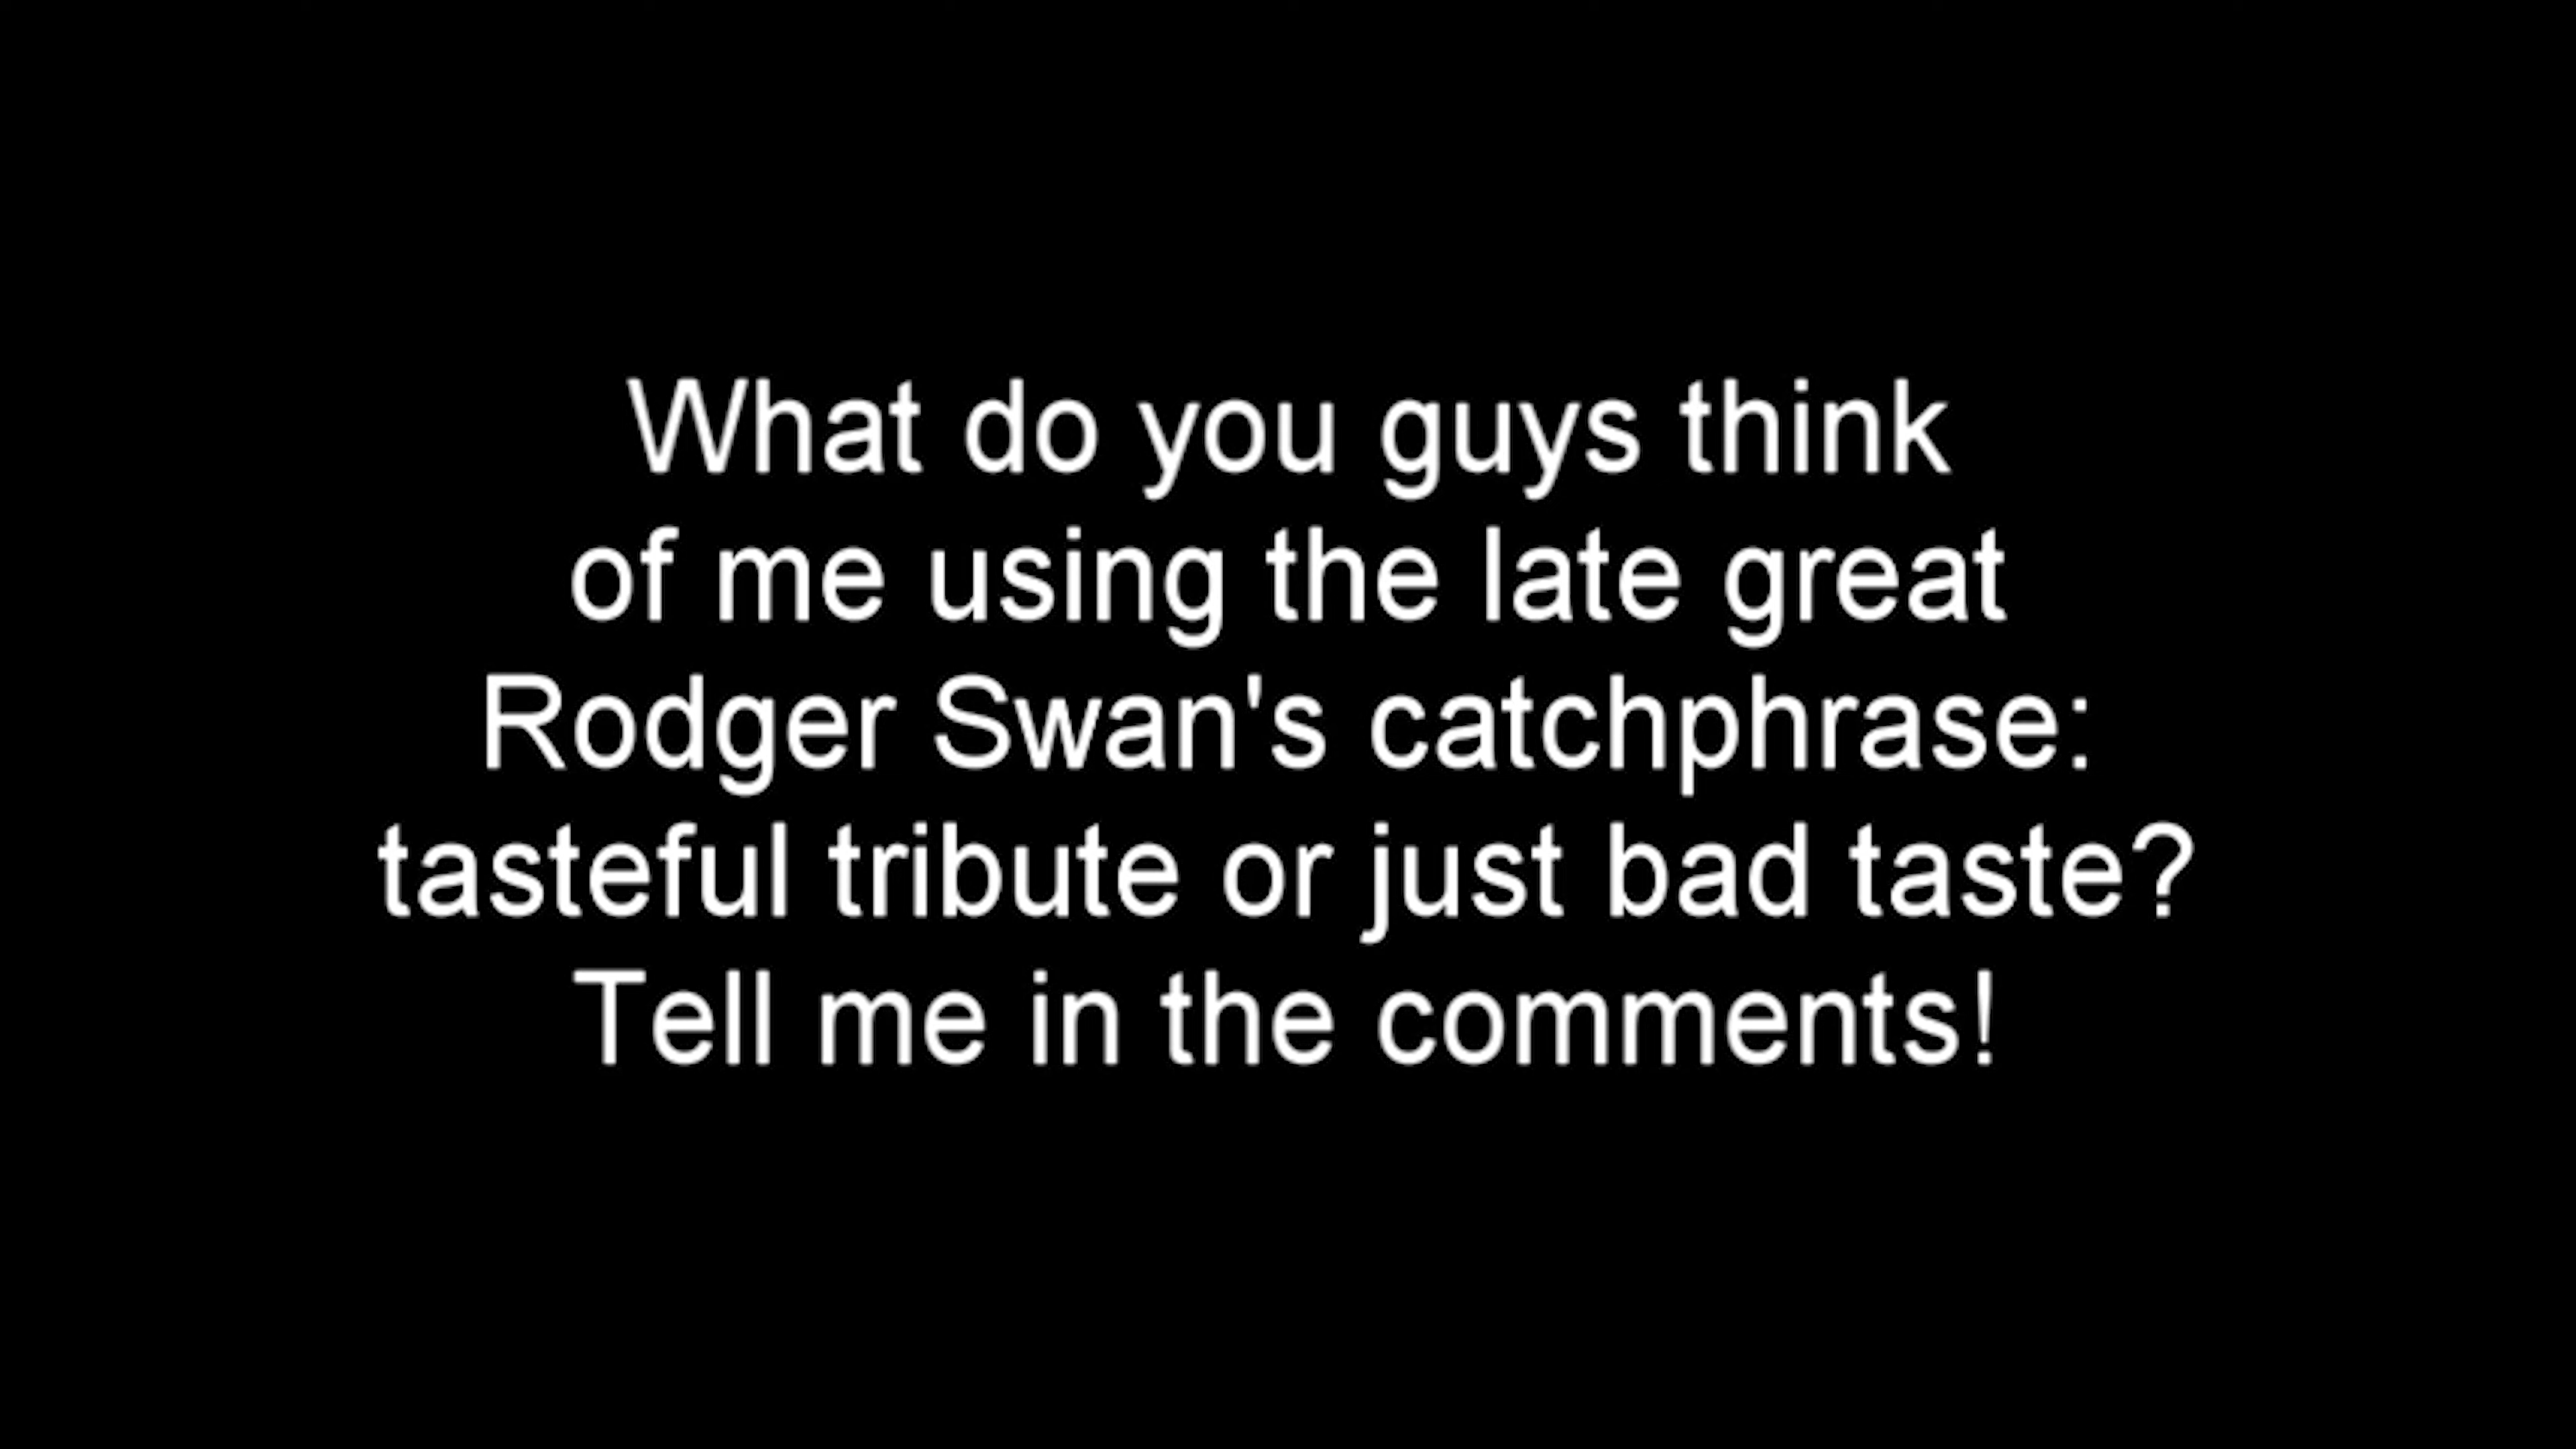 What do you guys think
of me using the late great
Rodger Swan's catchphrase:
tasteful tribute or just bad taste?
Tell me in the comments!